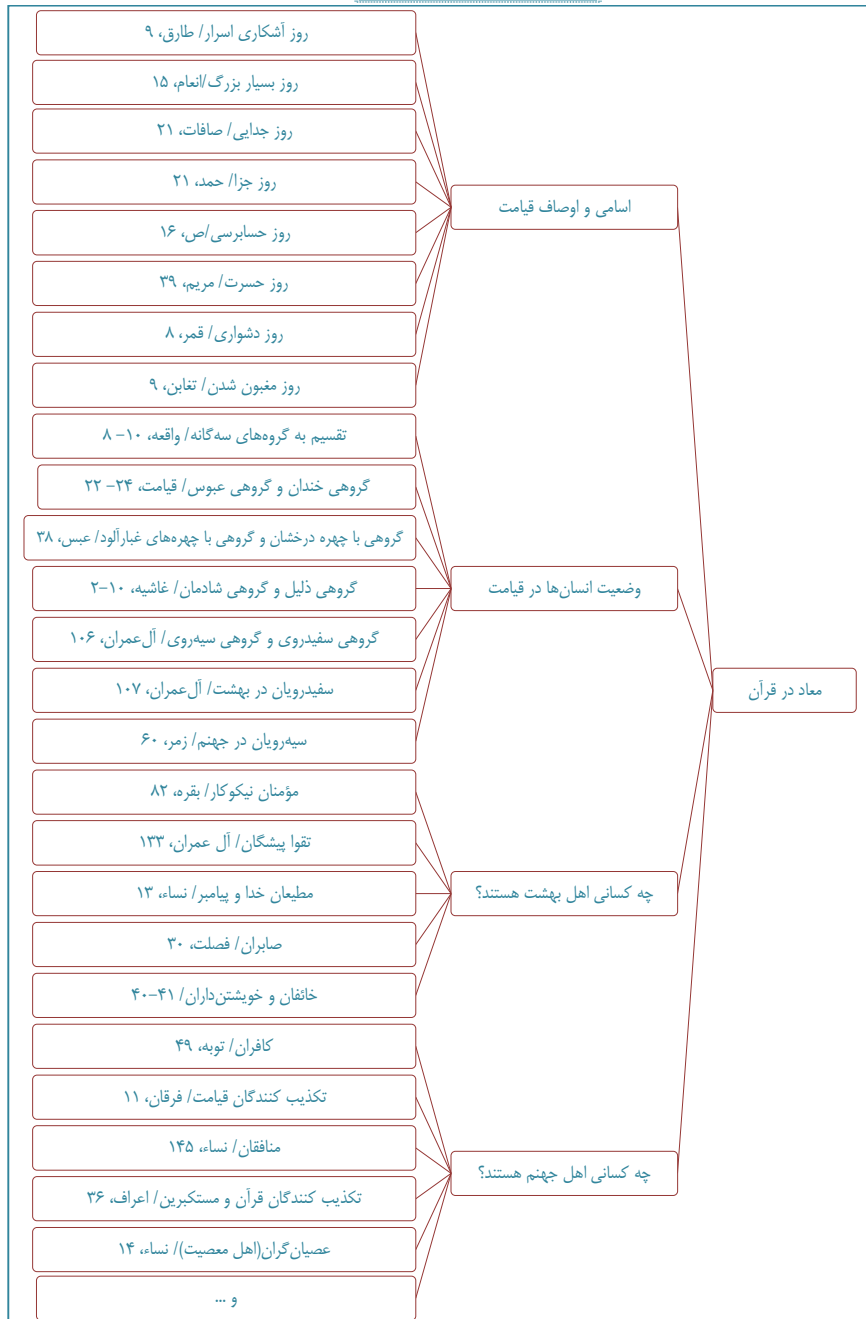 معاد در قرآن
اسامی و اوصاف قیامت
روز آشکاری اسرار/ طارق، ۹
روز بسیار بزرگ/انعام، ۱۵
روز جدایی/ صافات، ۲۱
روز جزا/ حمد، ۲۱
روز حسابرسی/ص، ۱۶
روز حسرت/ مریم، ۳۹
روز دشواری/ قمر، ۸
روز مغبون شدن/ تغابن، ۹
وضعیت انسان‌ها در قیامت
تقسیم به گروه‌های سه‌گانه/ واقعه، ۱۰– ۸
گروهی خندان و گروهی عبوس/ قیامت، ۲۴– ۲۲
گروهی با چهره درخشان و گروهی با چهره‌های غبارآلود/ عبس، ۳۸
گروهی ذلیل و گروهی شادمان/ غاشیه، ۱۰–۲
گروهی سفیدروی و گروهی سیه‌روی/ آل‌عمران، ۱۰۶
سفیدرویان در بهشت/ آل‌عمران، ۱۰۷
سیه‌رویان در جهنم/ زمر، ۶۰
چه کسانی اهل بهشت هستند؟
مؤمنان نیکوکار/ بقره، ۸۲
تقوا پیشگان/ آل عمران، ۱۳۳
مطیعان خدا و پیامبر/ نساء، ۱۳
صابران/ فصلت، ۳۰
خائفان و خویشتن‌داران/ ۴۱–۴۰
چه کسانی اهل جهنم هستند؟
کافران/ توبه، ۴۹
تکذیب کنندگان قیامت/ فرقان، ۱۱
منافقان/ نساء، ۱۴۵
تکذیب کنندگان قرآن و مستکبرین/ اعراف، ۳۶
عصیان‌گران(اهل معصیت)/ نساء، ۱۴
و ...